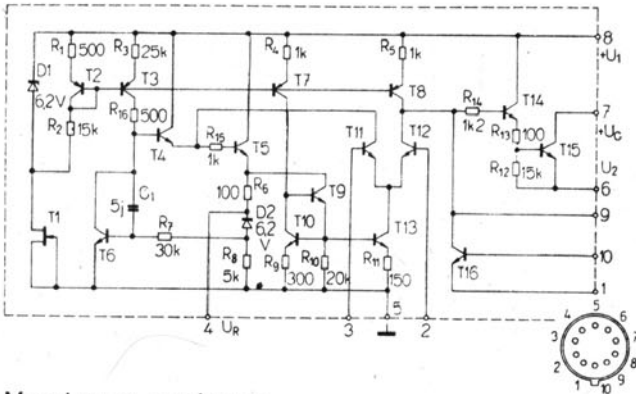 R1 500
R3 25k
R4 1k
R5 1k
8
+U1
D1
T2
T3
T7
T8
6,2V
R16 500
R14
1k2
T14
7
+UC
R2 15k
T4
R15
1k
T5
T11
T12
R13 100
T15
R12 15k
U2
6
R6
100
T9
9
C1
5j
D2
6,2
V
T1
T6
R7
30k
R8
5k
T10
R9
300
R10
20k
T13
R11
150
T16
10
1
4 UR
3
5
2
5
4
6
3
7
2
8
1
10
9